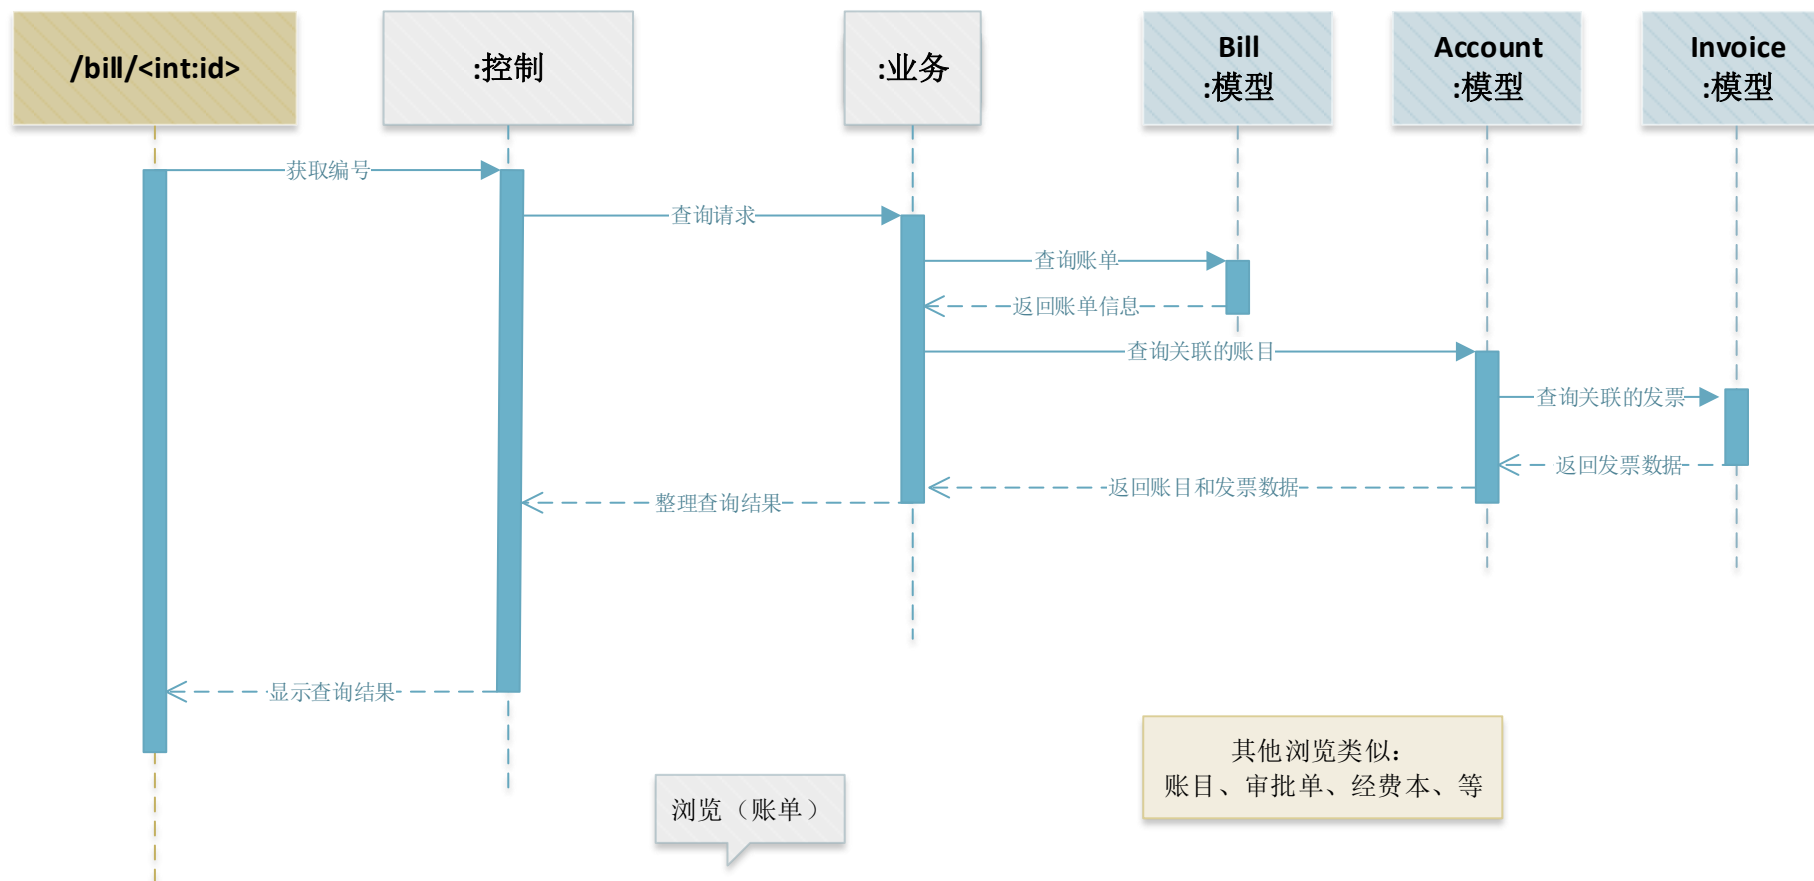 /bill/<int:id>
:控制
:业务
Bill
:模型
Account
:模型
Invoice
:模型
获取编号
查询请求
查询账单
返回账单信息
查询关联的账目
查询关联的发票
返回发票数据
返回账目和发票数据
整理查询结果
显示查询结果
其他浏览类似：
账目、审批单、经费本、等
浏览（账单）